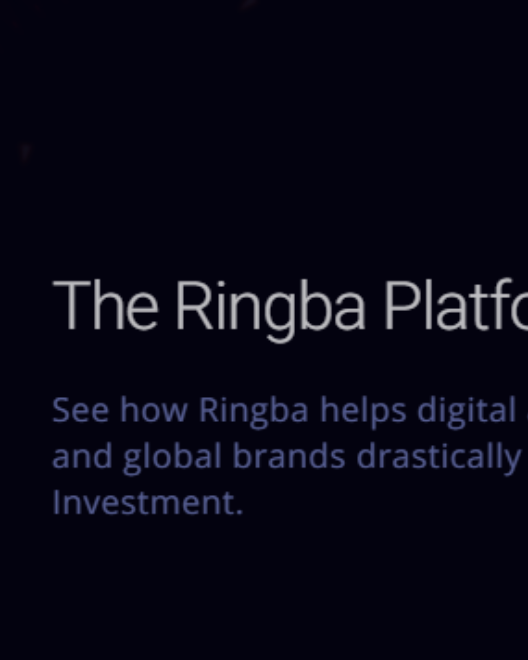 The Ringba Platfo
See how Ringba helps digital
and global brands drastically
Investment.